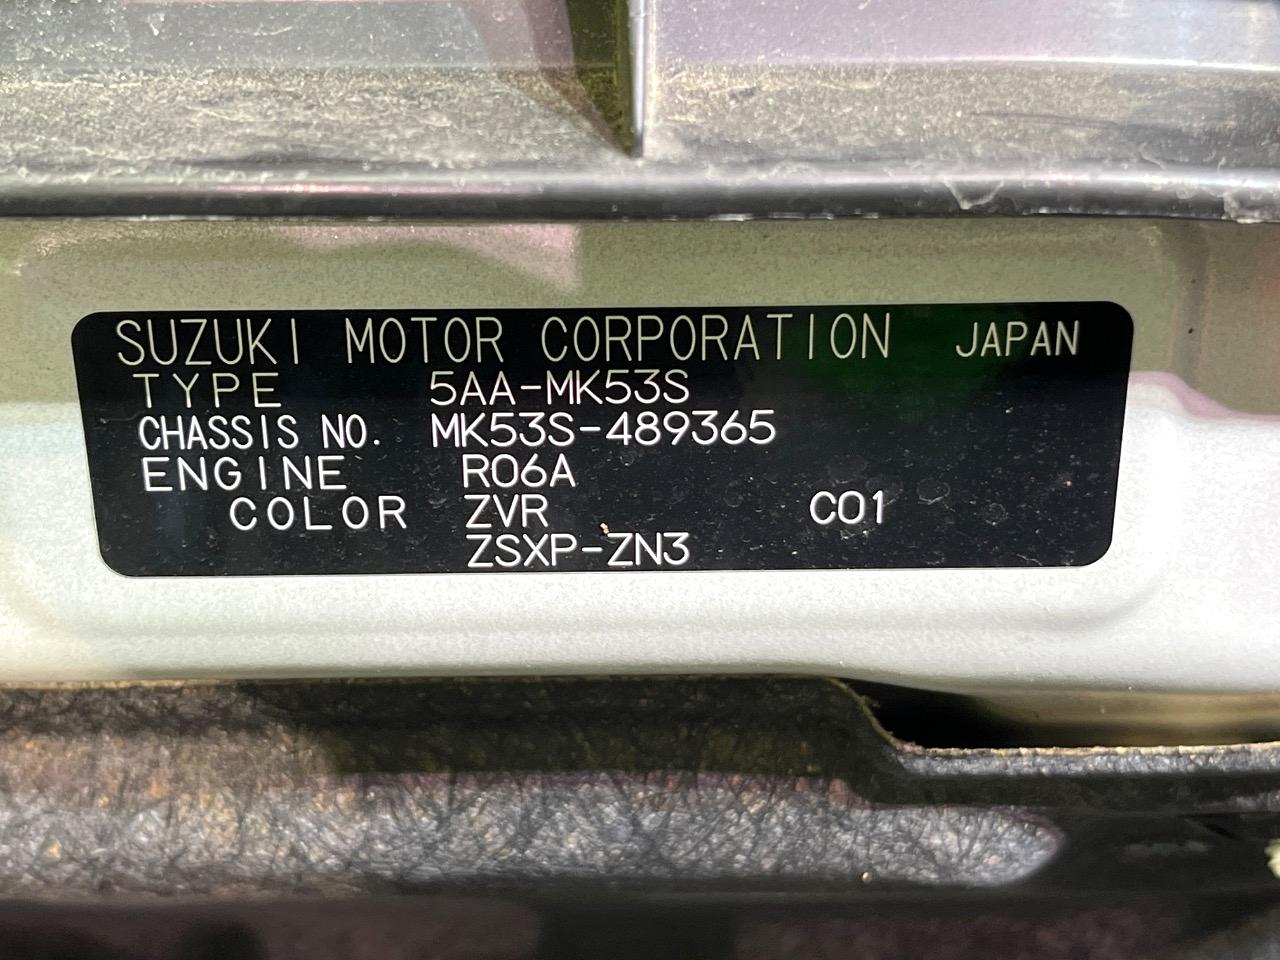 SUZUKI MOTOR CORPORATION JAPAN
TYPE 5AA-MK53S
CHASSIS NO. MK53S-489365
ENGINE R06A
COLOR ZVR C01
ZSXP-ZN3